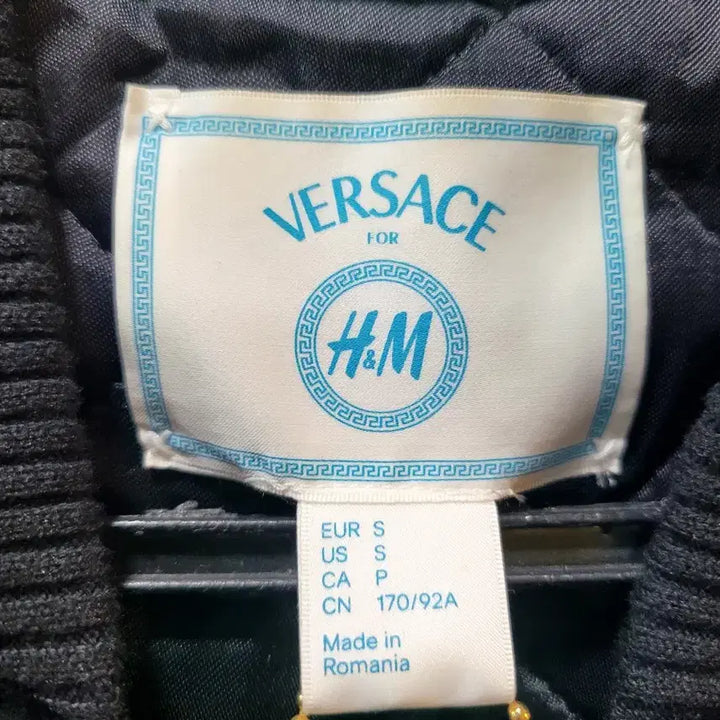 VERSACE
FOR
H&M
EUR S
US S
CA P
CN 170/92A
Made in
Romania